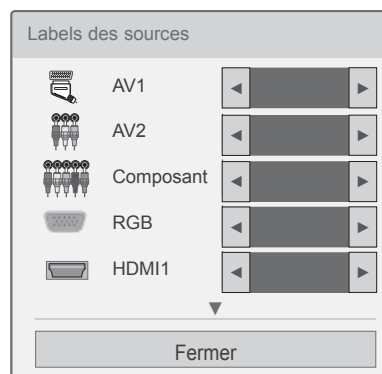 Labels des sources
AV1
AV2
Composant
RGB
HDMI1
Fermer